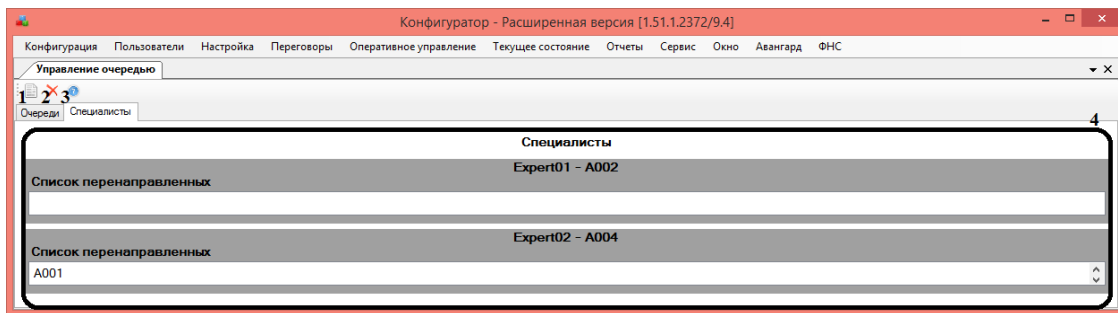 Конфигуратор - Расширенная версия [1.51.1.2372/9.4]
Конфигурация Пользователи Настройка Переговоры Оперативное управление Текущее состояние Отчеты Сервис Окно Авангард ФНС
Управление очередью
1 2 3
Очереди Специалисты
4
Специалисты
Expert01 - A002
Список перенаправленных
Expert02 - A004
Список перенаправленных
A001